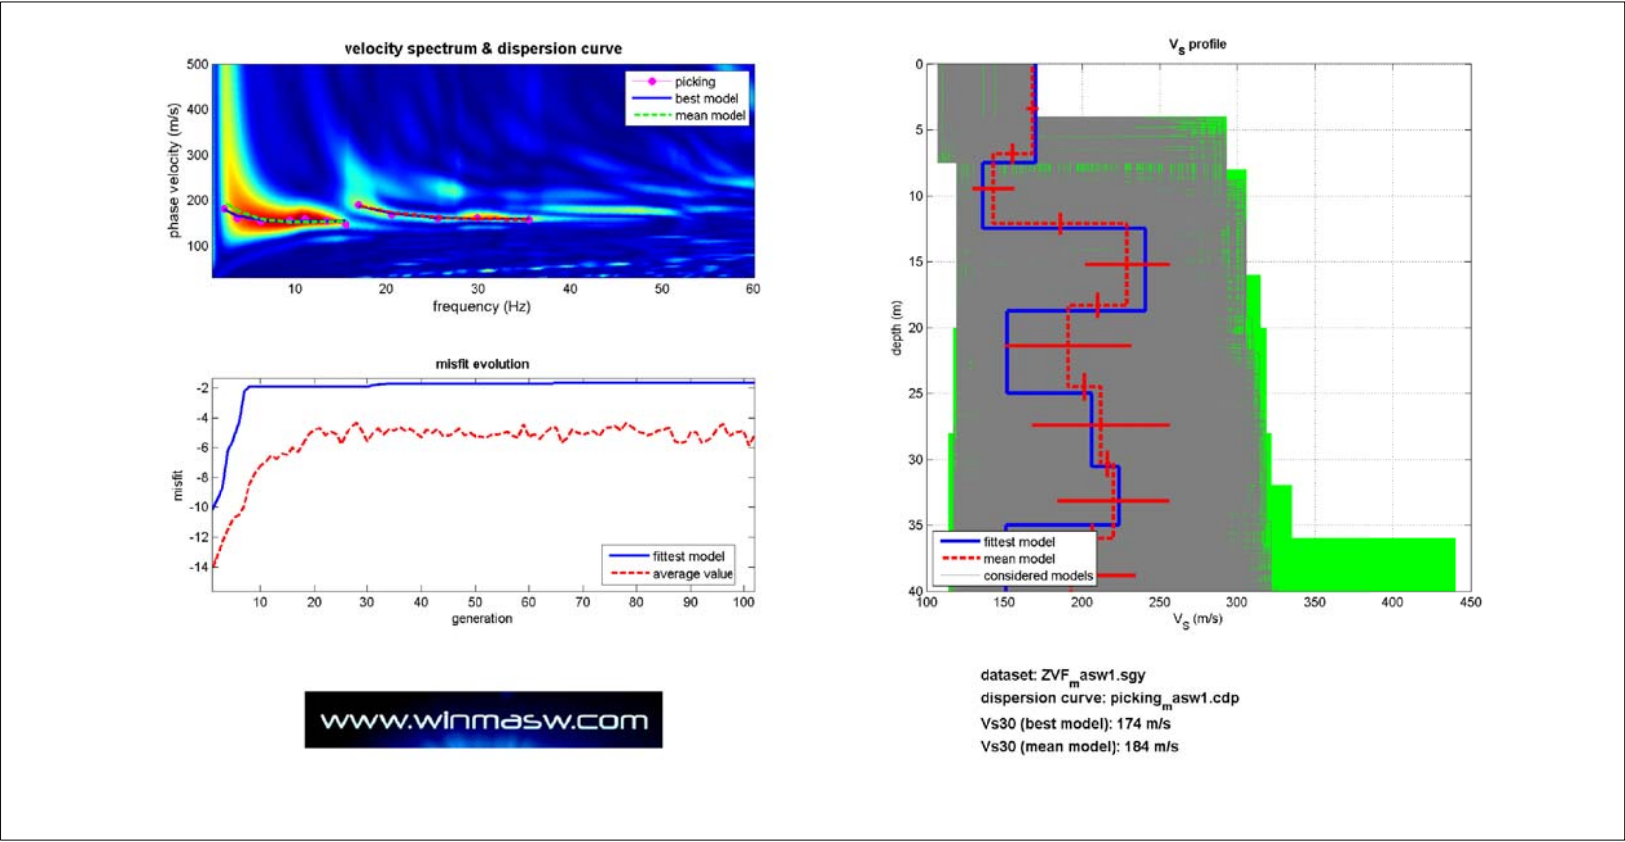 velocity spectrum & dispersion curve
500
400
300
200
100
phase velocity (m/s)
picking
best model
mean model
10 20 30 40 50 60
frequency (Hz)
misfit evolution
-2
-4
-6
-8
-10
-12
-14
misfit
fittest model
average value
10 20 30 40 50 60 70 80 90 100
generation
www.winmasw.com
VS profile
0
5
10
15
20
25
30
35
40
depth (m)
fittest model
mean model
considered models
100 150 200 250 300 350 400 450
VS (m/s)
dataset: ZVFmasw1.sgy
dispersion curve: pickingmasw1.cdp
Vs30 (best model): 174 m/s
Vs30 (mean model): 184 m/s